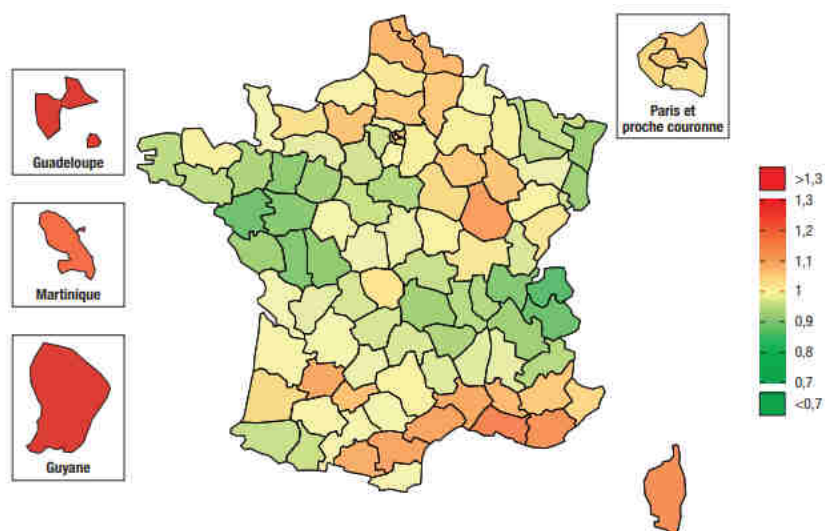 Guadeloupe
Martinique
Guyane
Paris et
proche couronne
>1,3
1,3
1,2
1,1
1
0,9
0,8
0,7
<0,7